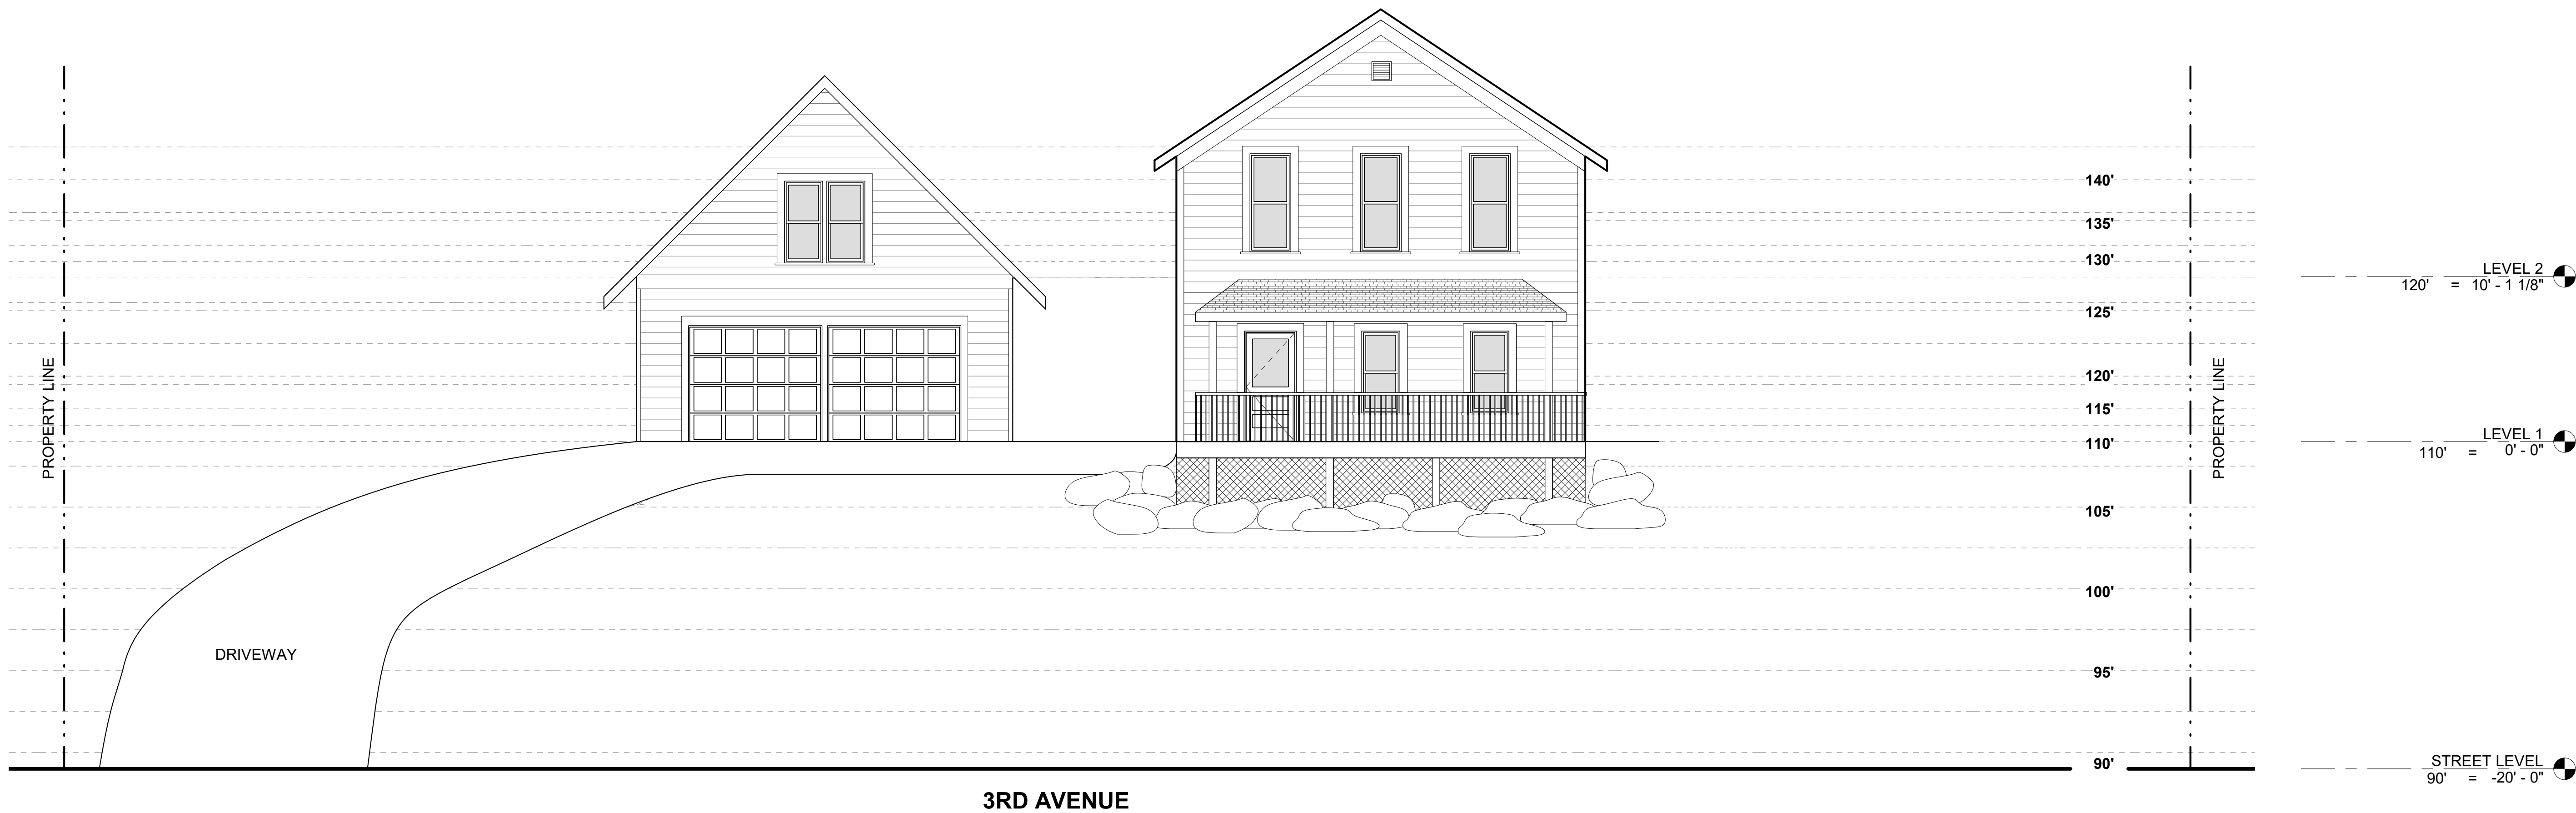 140'
135'
130'
LEVEL 2
120' = 10' - 1 1/8"
125'
PROPERTY LINE
PROPERTY LINE
120'
115'
110'
LEVEL 1
110' = 0' - 0"
105'
100'
DRIVEWAY
95'
90'
STREET LEVEL
90' = -20' - 0"
3RD AVENUE